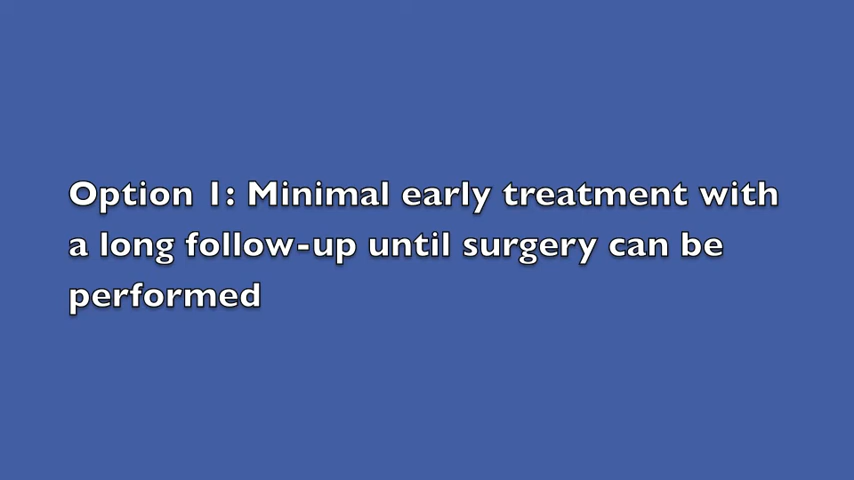 Option 1: Minimal early treatment with
a long follow-up until surgery can be
performed